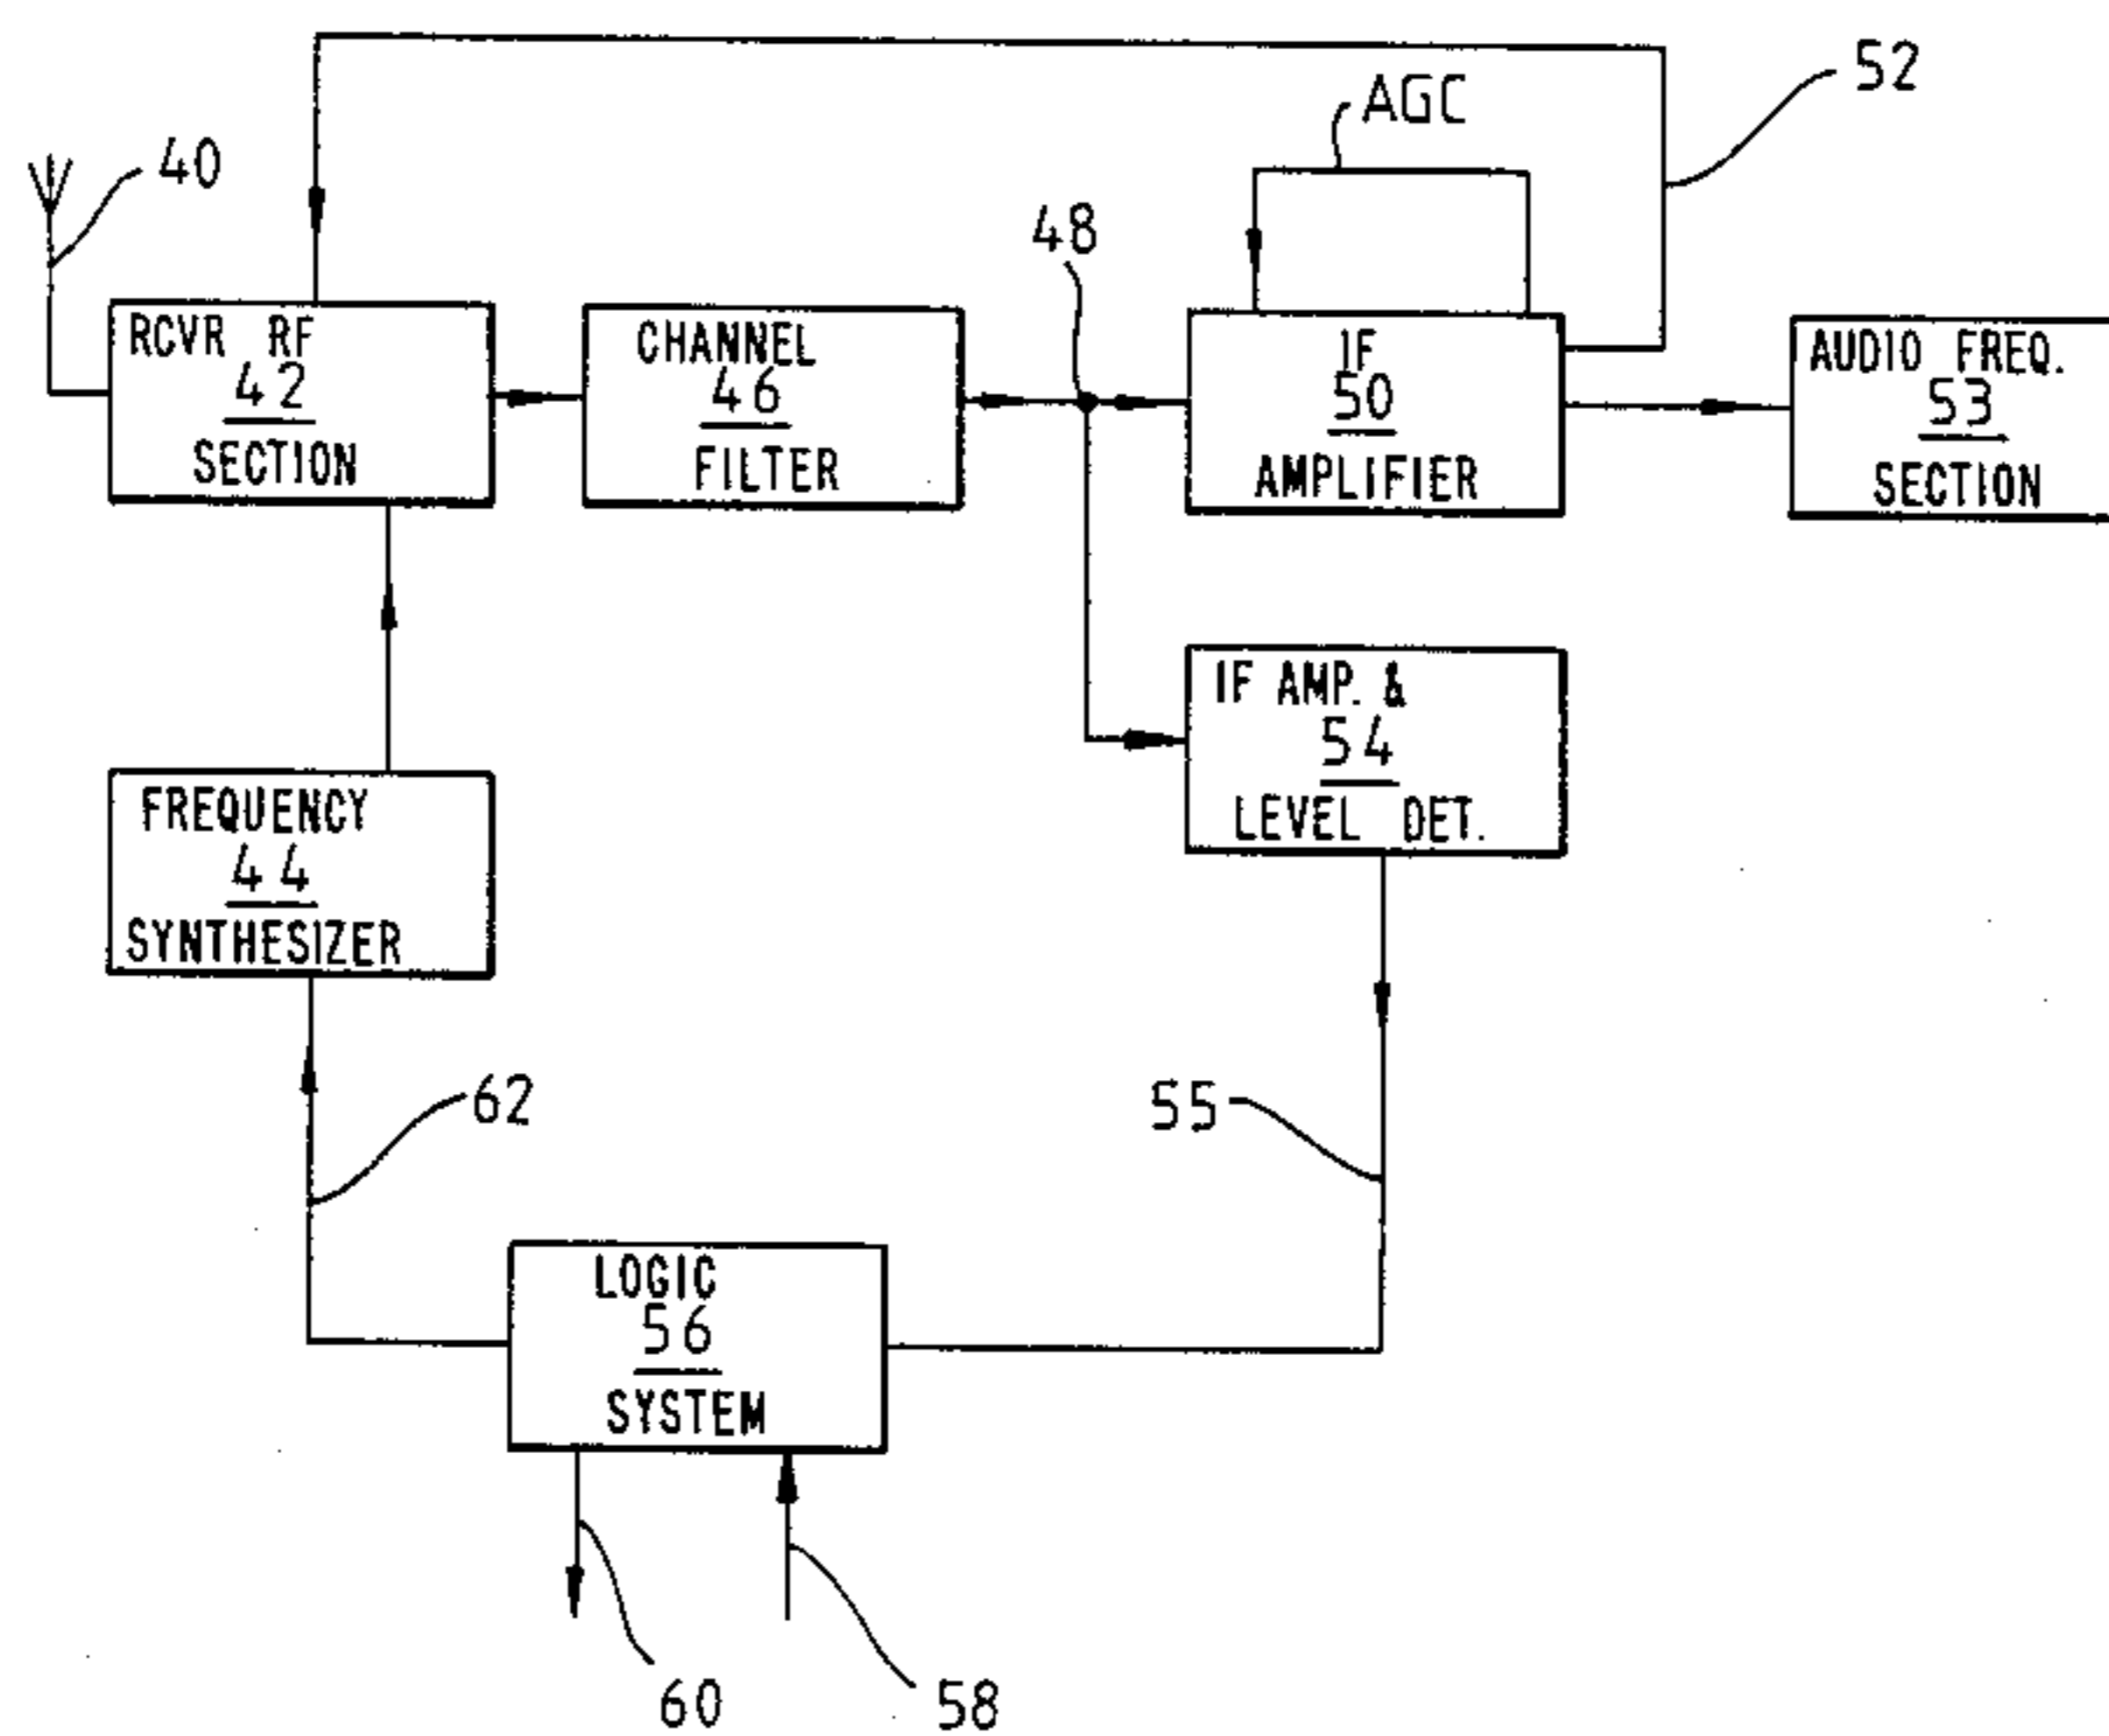 52
AGC
40
48
RCVR RF
42
SECTION
CHANNEL
46
FILTER
IF
50
AMPLIFIER
AUDIO FREQ.
53
SECTION
IF AMP. &
54
LEVEL DET.
FREQUENCY
44
SYNTHESIZER
62
55
LOGIC
56
SYSTEM
60
58